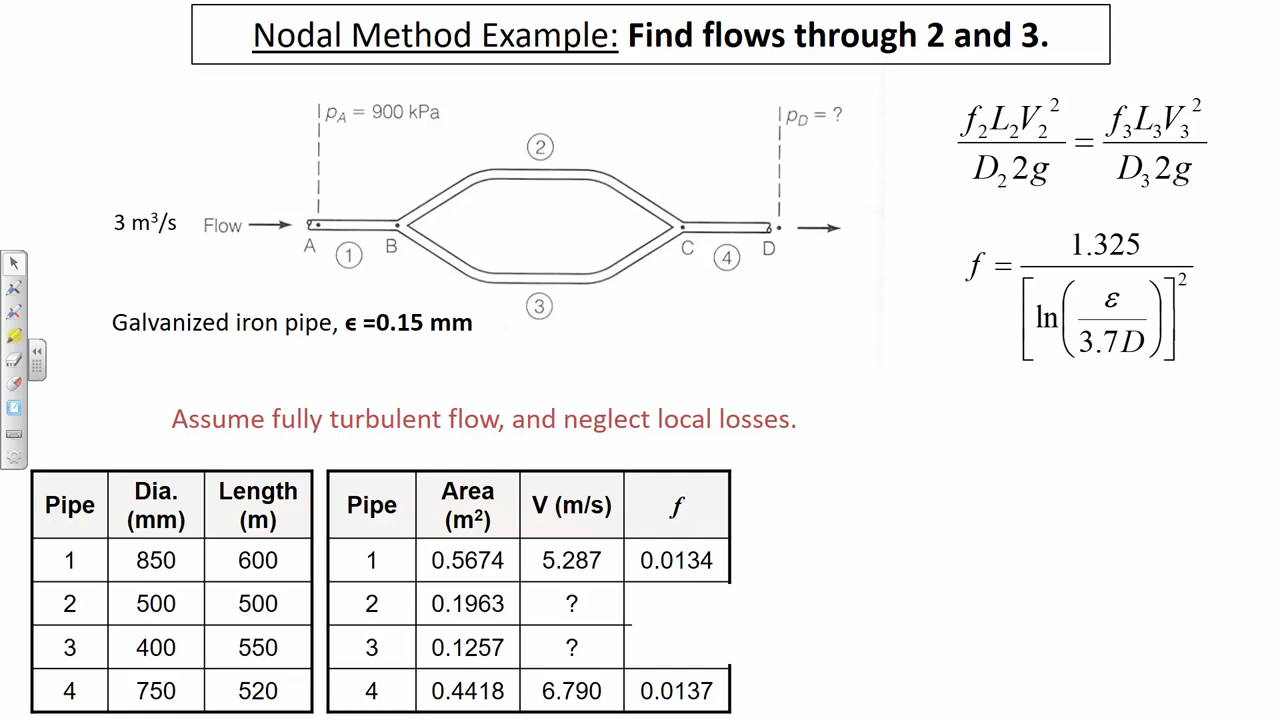 Nodal Method Example: Find flows through 2 and 3.
pA = 900 kPa
pD = ?
2
3 m³/s Flow
A
B
C
D
1
4
3
Galvanized iron pipe, ϵ =0.15 mm
f₂L₂V₂² / D₂2g = f₃L₃V₃² / D₃2g
f = 1.325 / [ln(ε / 3.7D)]²
Assume fully turbulent flow, and neglect local losses.
Pipe Dia. (mm) Length (m)
1 850 600
2 500 500
3 400 550
4 750 520
Pipe Area (m²) V (m/s) f
1 0.5674 5.287 0.0134
2 0.1963 ?
3 0.1257 ?
4 0.4418 6.790 0.0137